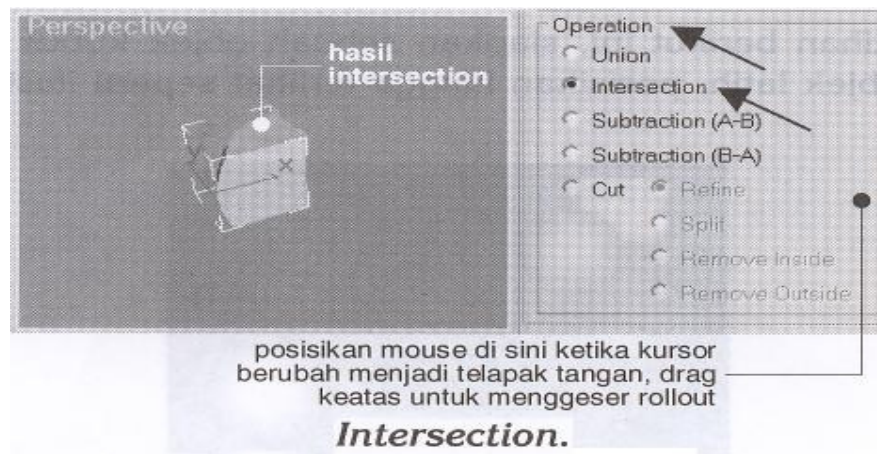 Perspective
hasil
intersection
Operation
Union
Intersection
Subtraction (A-B)
Subtraction (B-A)
Cut
Refine
Split
Remove Inside
Remove Outside
posisikan mouse di sini ketika kursor
berubah menjadi telapak tangan, drag
keatas untuk menggeser rollout
Intersection.